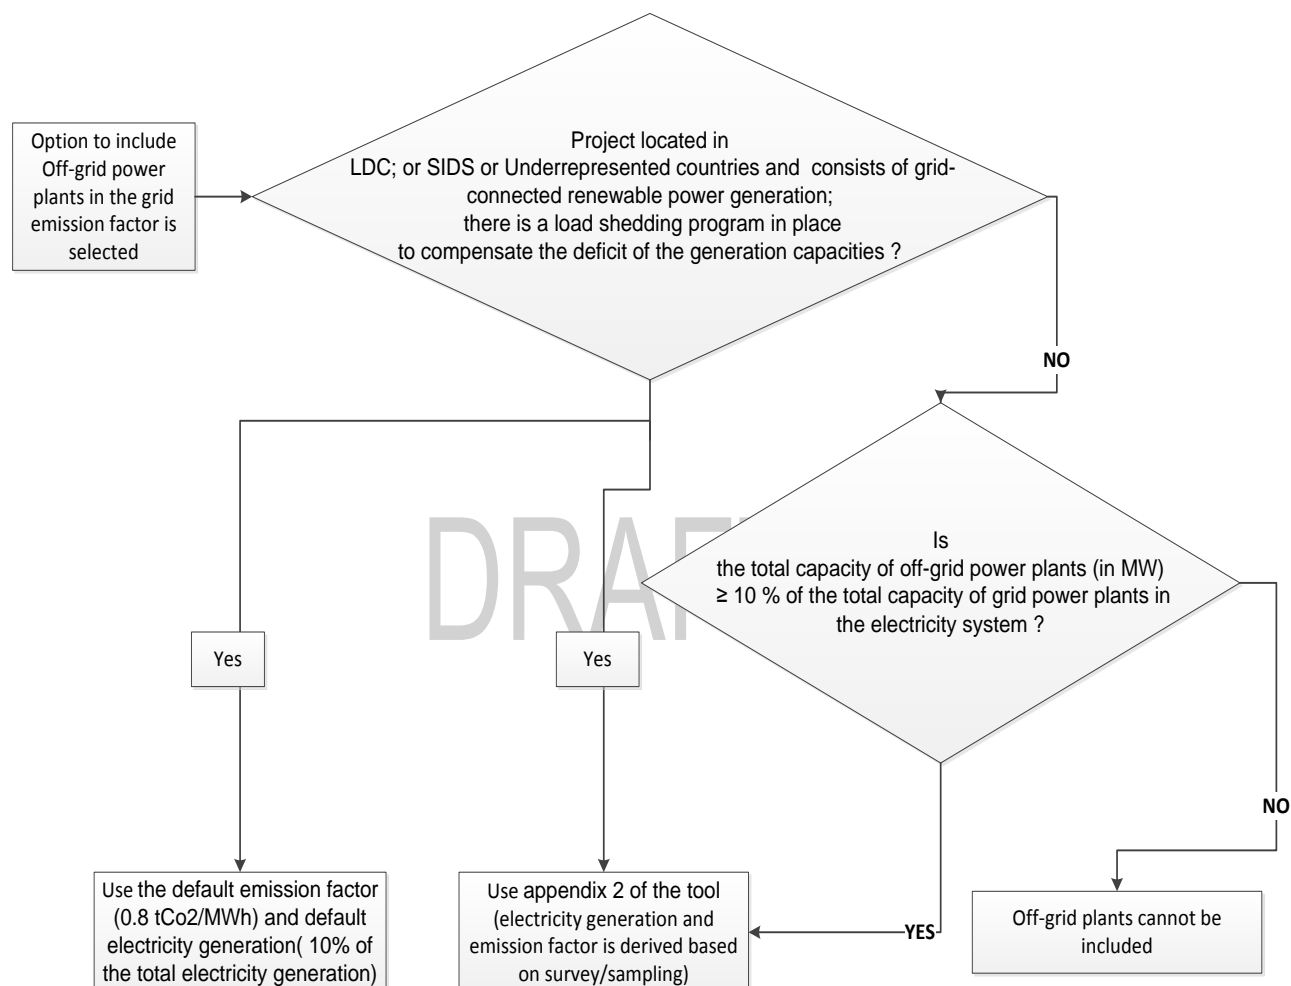 Option to include
Off-grid power
plants in the grid
emission factor is
selected
Project located in
LDC; or SIDS or Underrepresented countries and consists of grid-
connected renewable power generation;
there is a load shedding program in place
to compensate the deficit of the generation capacities ?
NO
Is
the total capacity of off-grid power plants (in MW)
≥ 10 % of the total capacity of grid power plants in
the electricity system ?
DRAFT
Yes
Yes
NO
YES
Use the default emission factor
(0.8 tCo2/MWh) and default
electricity generation( 10% of
the total electricity generation)
Use appendix 2 of the tool
(electricity generation and
emission factor is derived based
on survey/sampling)
Off-grid plants cannot be
included